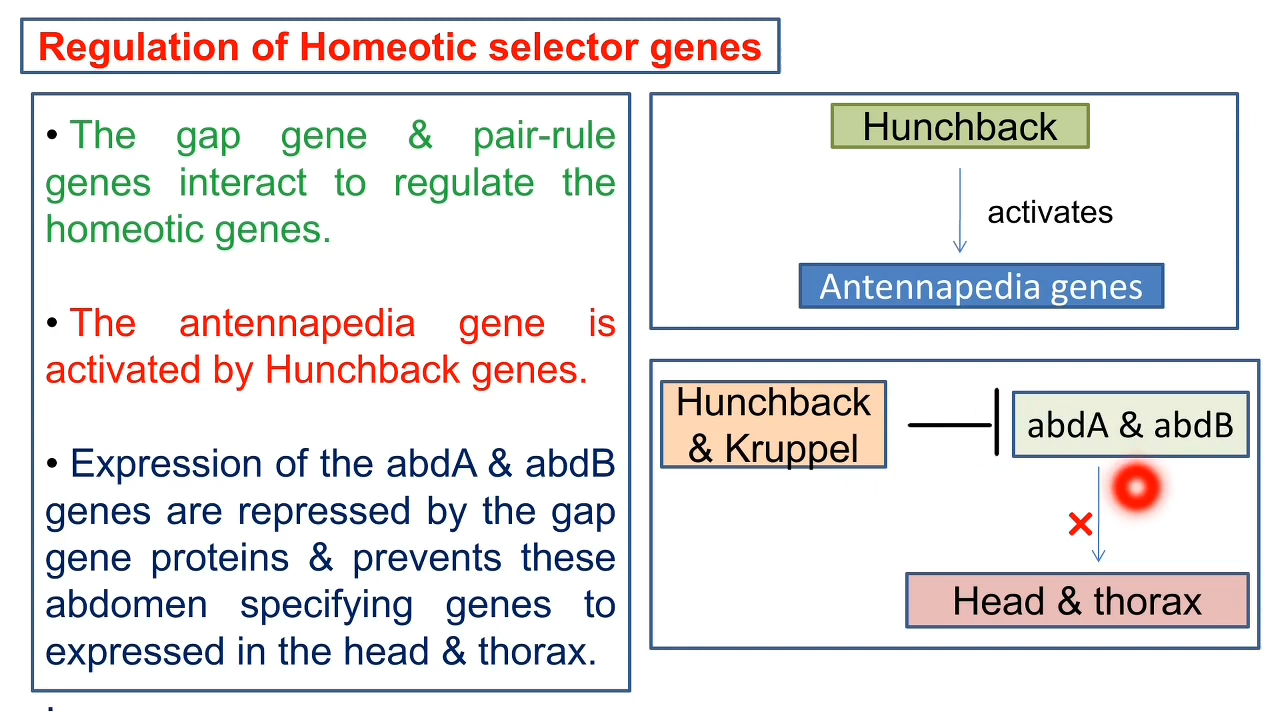 Regulation of Homeotic selector genes
• The gap gene & pair-rule
genes interact to regulate the
homeotic genes.
• The antennapedia gene is
activated by Hunchback genes.
• Expression of the abdA & abdB
genes are repressed by the gap
gene proteins & prevents these
abdomen specifying genes to
expressed in the head & thorax.
Hunchback
activates
Antennapedia genes
Hunchback
& Kruppel
abdA & abdB
Head & thorax